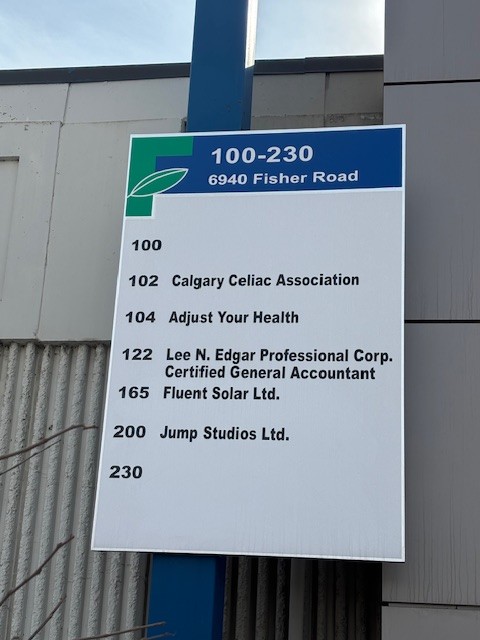 100-230
6940 Fisher Road
100
102 Calgary Celiac Association
104 Adjust Your Health
122 Lee N. Edgar Professional Corp.
Certified General Accountant
165 Fluent Solar Ltd.
200 Jump Studios Ltd.
230